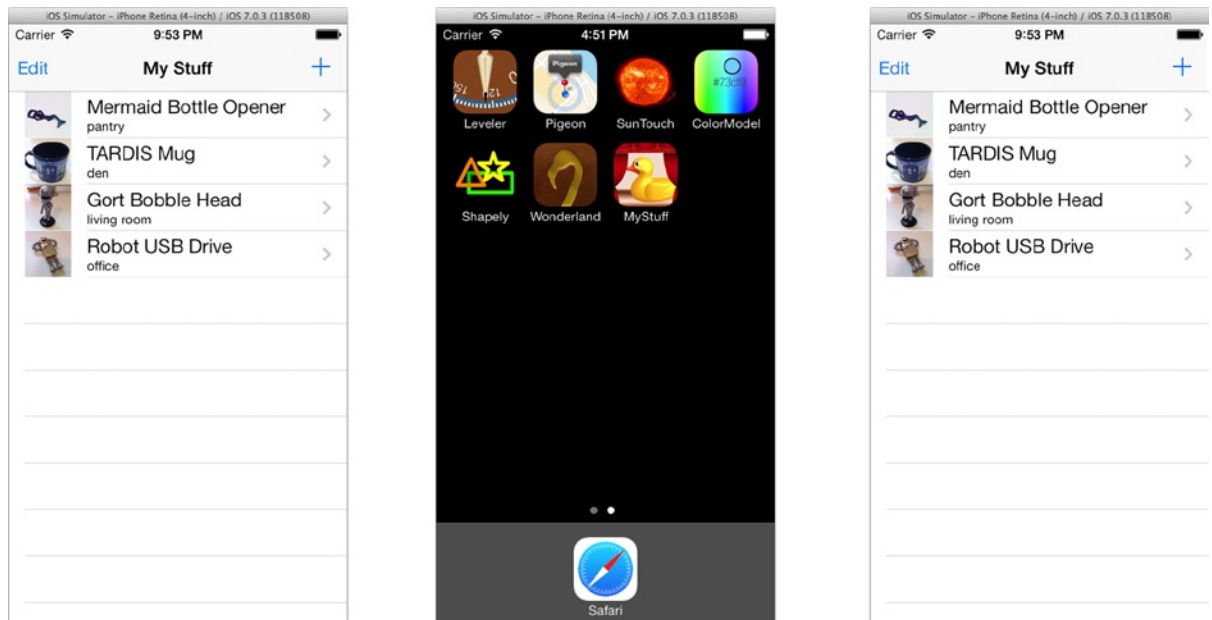 iOS Simulator – iPhone Retina (4-inch) / iOS 7.0.3 (11B508)
Carrier 9:53 PM
Edit My Stuff +
Mermaid Bottle Opener
pantry
TARDIS Mug
den
Gort Bobble Head
living room
Robot USB Drive
office
iOS Simulator – iPhone Retina (4-inch) / iOS 7.0.3 (11B508)
Carrier 4:51 PM
Pigeon
#73cff8
Leveler Pigeon SunTouch ColorModel
Shapely Wonderland MyStuff
Safari
iOS Simulator – iPhone Retina (4-inch) / iOS 7.0.3 (11B508)
Carrier 9:53 PM
Edit My Stuff +
Mermaid Bottle Opener
pantry
TARDIS Mug
den
Gort Bobble Head
living room
Robot USB Drive
office